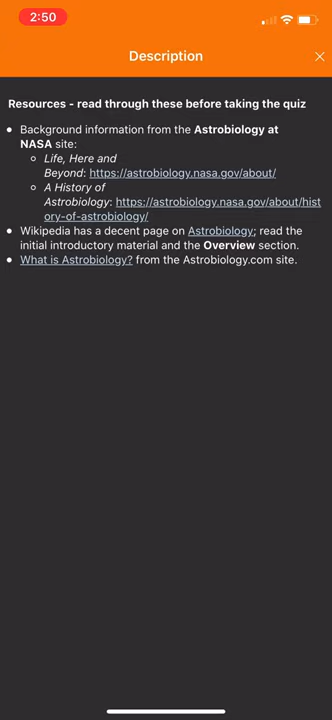 2:50
Description
Resources - read through these before taking the quiz
Background information from the Astrobiology at
NASA site:
Life, Here and
Beyond: https://astrobiology.nasa.gov/about/
A History of
Astrobiology: https://astrobiology.nasa.gov/about/hist
ory-of-astrobiology/
Wikipedia has a decent page on Astrobiology; read the
initial introductory material and the Overview section.
What is Astrobiology? from the Astrobiology.com site.